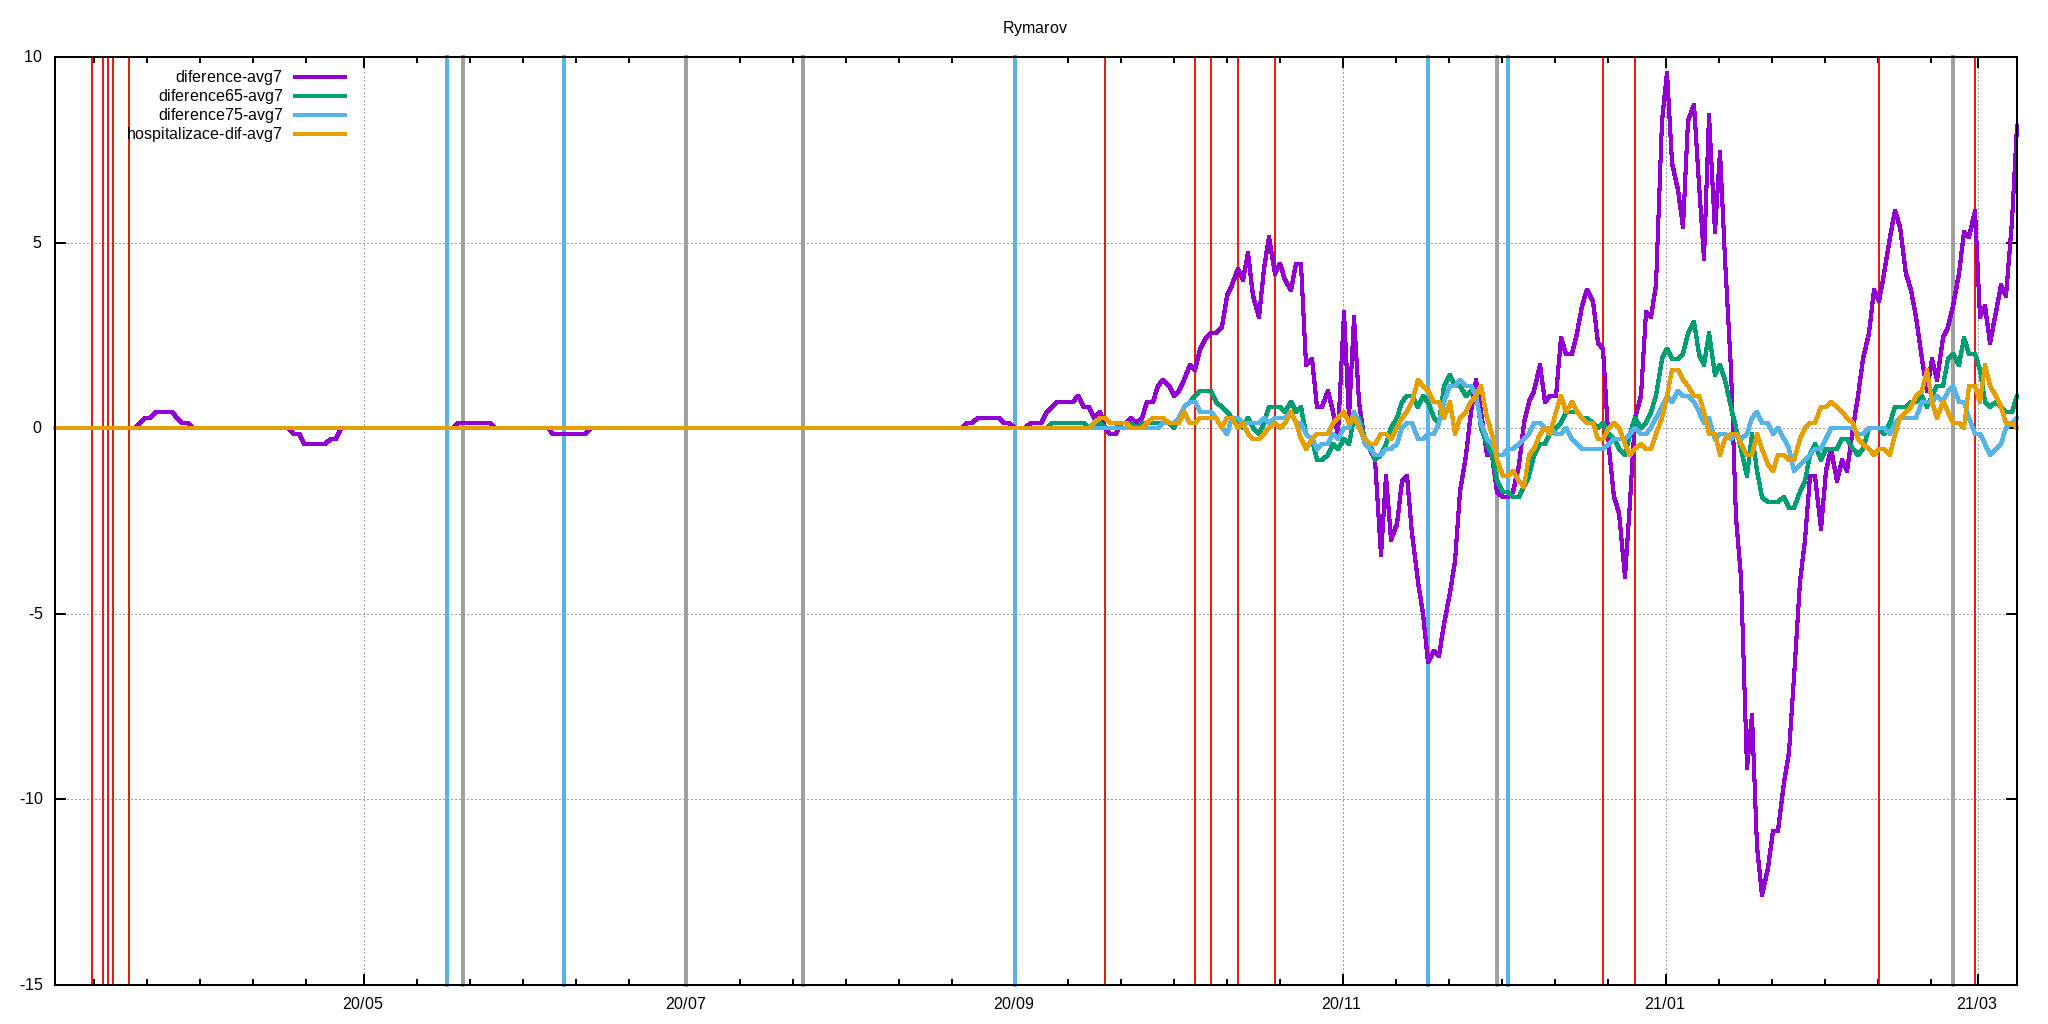 Rymarov
10
diference-avg7
diference65-avg7
diference75-avg7
hospitalizace-dif-avg7
5
0
-5
-10
-15
20/05 20/07 20/09 20/11 21/01 21/03